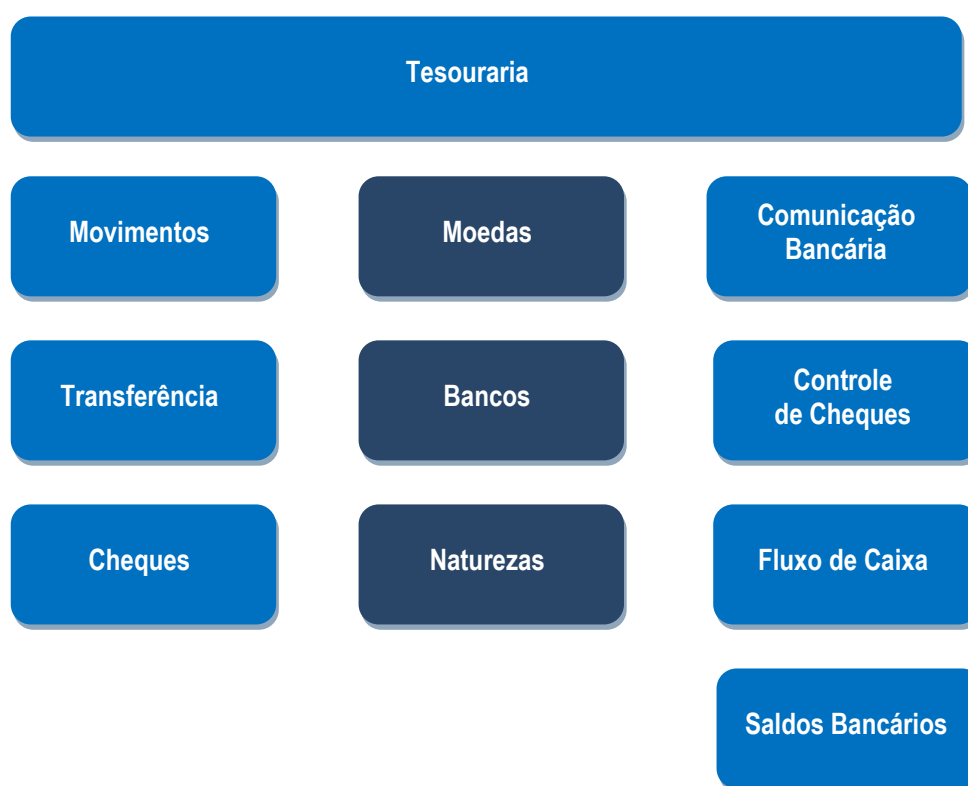 Tesouraria
Movimentos
Moedas
Comunicação
Bancária
Transferência
Bancos
Controle
de Cheques
Cheques
Naturezas
Fluxo de Caixa
Saldos Bancários